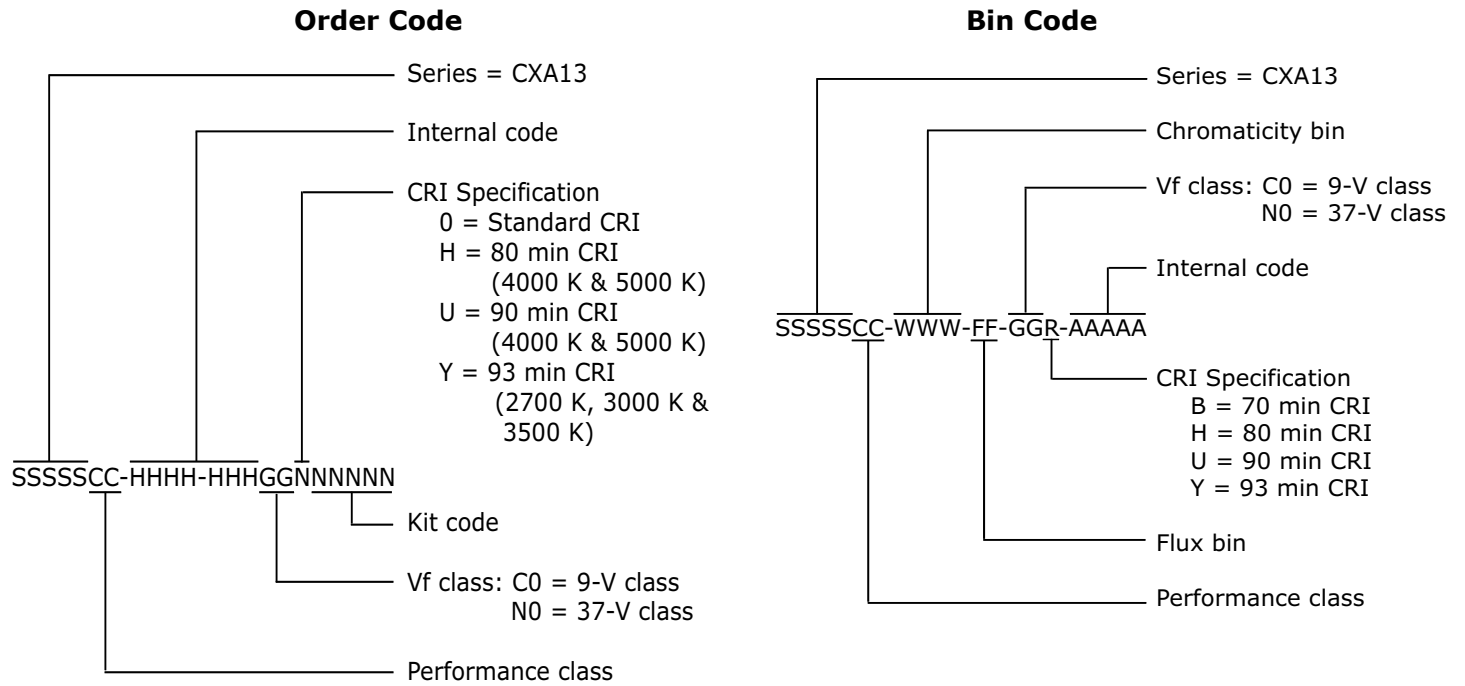 Order Code
Series = CXA13
Internal code
CRI Specification
0 = Standard CRI
H = 80 min CRI
(4000 K & 5000 K)
U = 90 min CRI
(4000 K & 5000 K)
Y = 93 min CRI
(2700 K, 3000 K &
3500 K)
SSSSSCC-HHHH-HHHGGNNNNNN
Kit code
Vf class: C0 = 9-V class
N0 = 37-V class
Performance class
Bin Code
Series = CXA13
Chromaticity bin
Vf class: C0 = 9-V class
N0 = 37-V class
Internal code
SSSSSCC-WWW-FF-GGR-AAAAA
CRI Specification
B = 70 min CRI
H = 80 min CRI
U = 90 min CRI
Y = 93 min CRI
Flux bin
Performance class